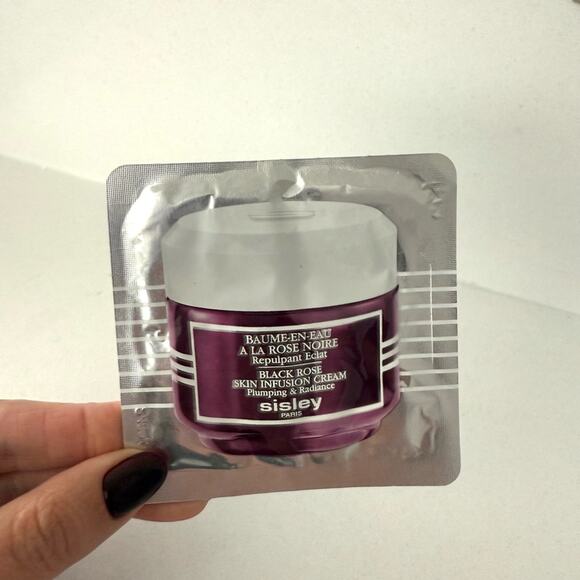 BAUME-EN-EAU
A LA ROSE NOIRE
Repulpant Eclat
BLACK ROSE
SKIN INFUSION CREAM
Plumping & Radiance
sisley
PARIS